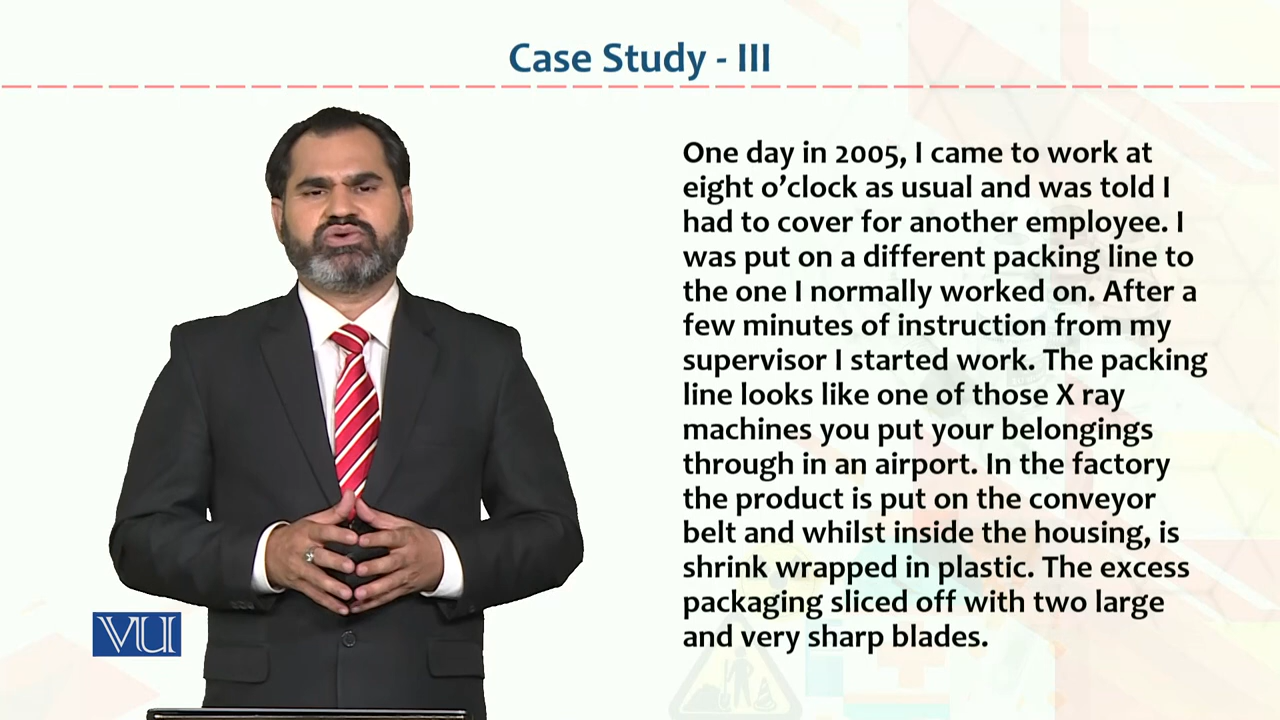 Case Study - III
One day in 2005, I came to work at
eight o’clock as usual and was told I
had to cover for another employee. I
was put on a different packing line to
the one I normally worked on. After a
few minutes of instruction from my
supervisor I started work. The packing
line looks like one of those X ray
machines you put your belongings
through in an airport. In the factory
the product is put on the conveyor
belt and whilst inside the housing, is
shrink wrapped in plastic. The excess
packaging sliced off with two large
and very sharp blades.
VU